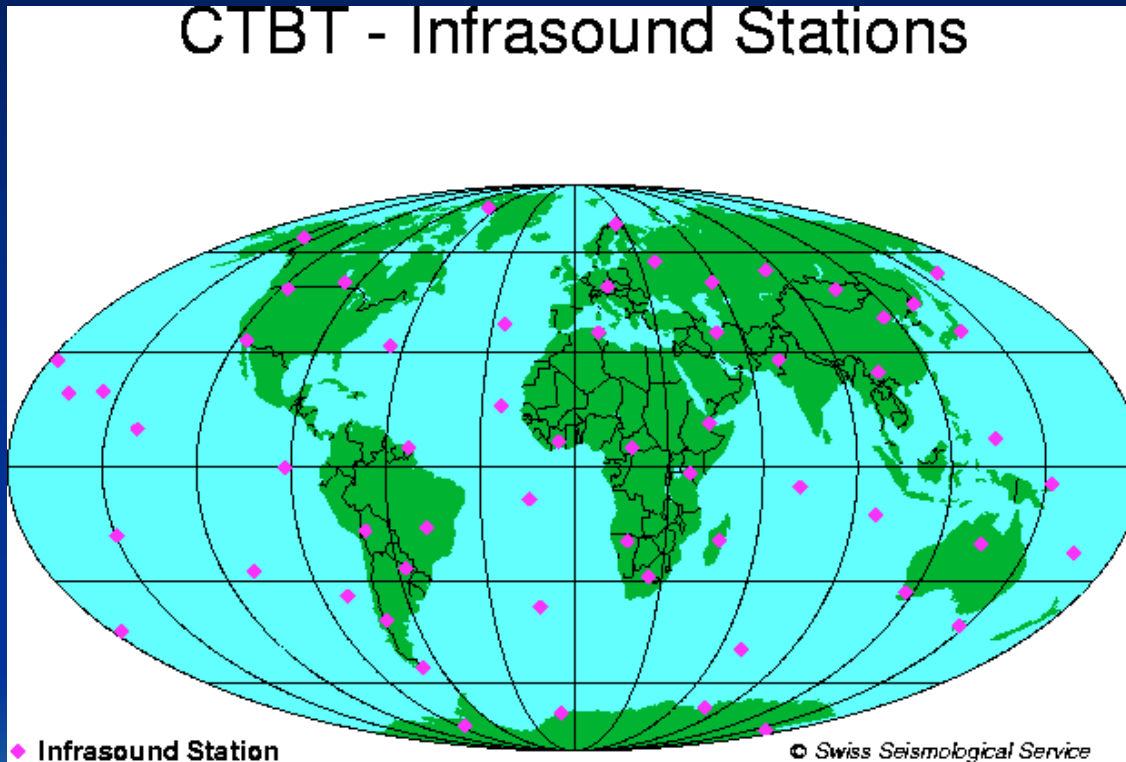 CTBT - Infrasound Stations
Infrasound Station
© Swiss Seismological Service